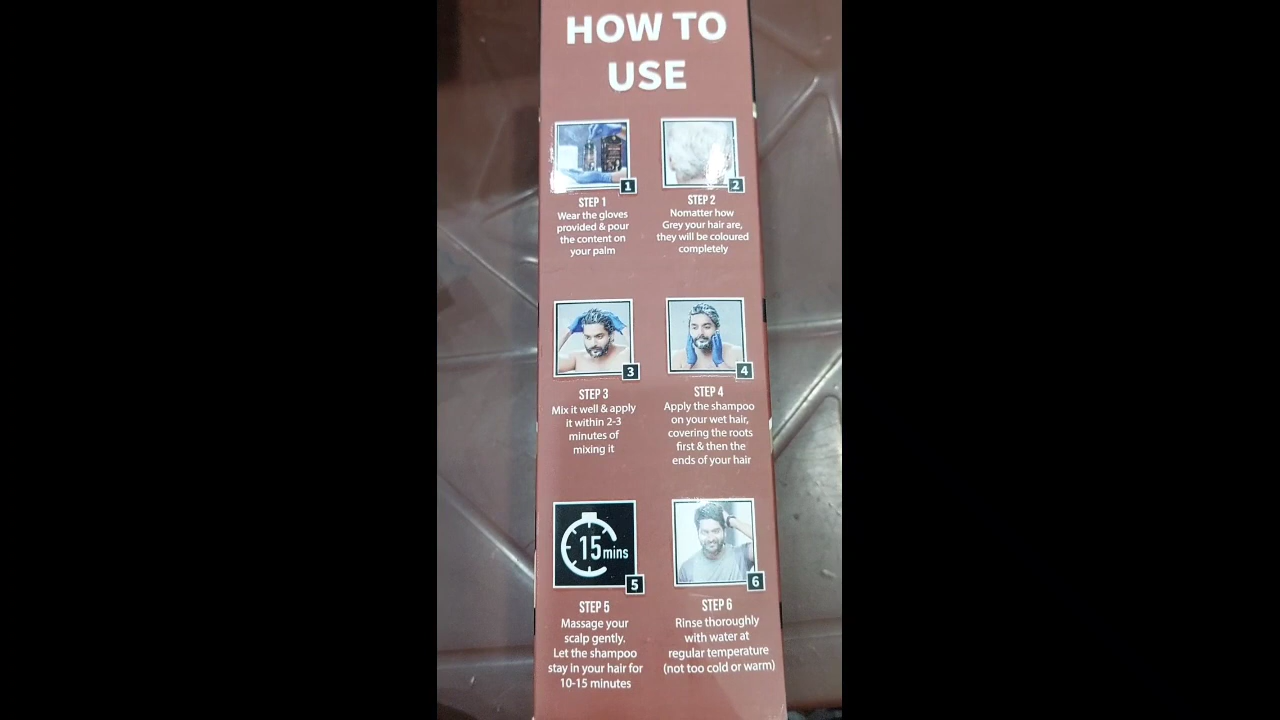 HOW TO
USE
1
STEP 1
Wear the gloves
provided & pour
the content on
your palm
2
STEP 2
Nomatter how
Grey your hair are,
they will be coloured
completely
3
STEP 3
Mix it well & apply
it within 2-3
minutes of
mixing it
4
STEP 4
Apply the shampoo
on your wet hair,
covering the roots
first & then the
ends of your hair
15 mins
5
STEP 5
Massage your
scalp gently.
Let the shampoo
stay in your hair for
10-15 minutes
6
STEP 6
Rinse thoroughly
with water at
regular temperature
(not too cold or warm)